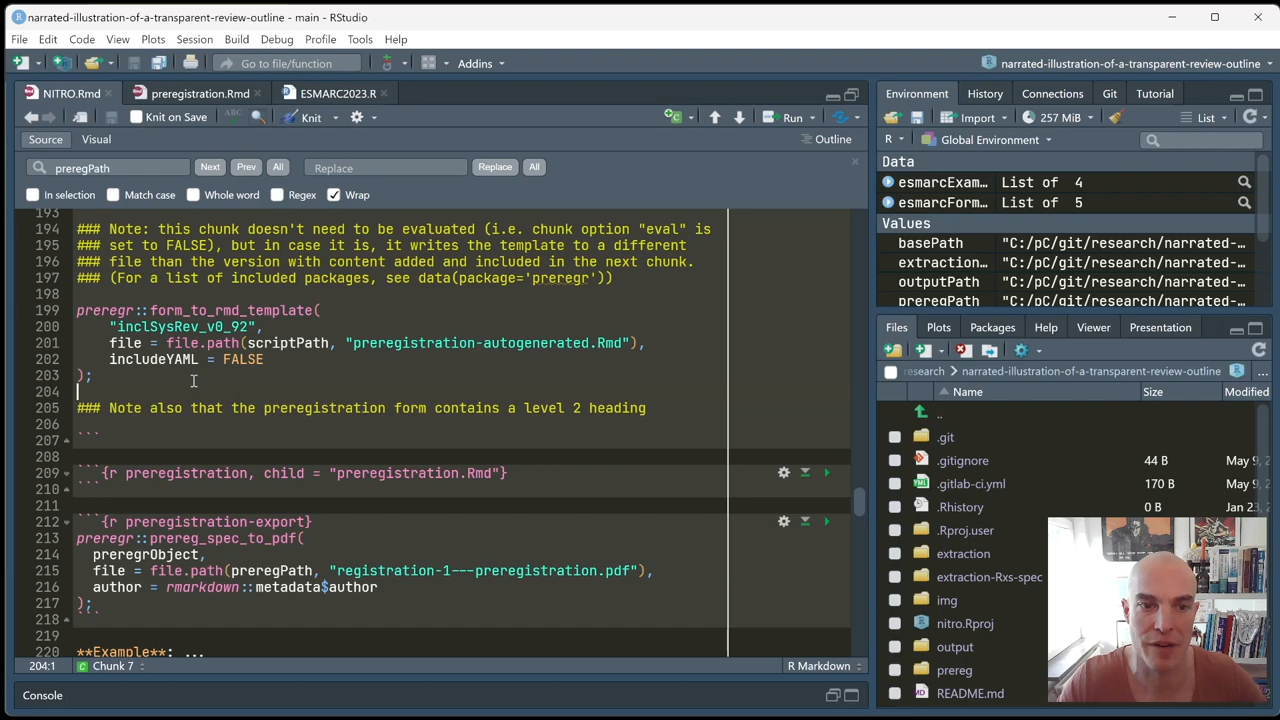 narrated-illustration-of-a-transparent-review-outline - main - RStudio
File Edit Code View Plots Session Build Debug Profile Tools Help
Go to file/function Addins narrated-illustration-of-a-transparent-review-outline
NITRO.Rmd preregistration.Rmd ESMARC2023.R
Knit on Save ABC Knit Run
Source Visual Outline
preregPath Next Prev All Replace Replace All
In selection Match case Whole word Regex Wrap
193
194 ### Note: this chunk doesn't need to be evaluated (i.e. chunk option "eval" is
195 ### set to FALSE), but in case it is, it writes the template to a different
196 ### file than the version with content added and included in the next chunk.
197 ### (For a list of included packages, see data(package='preregr'))
198
199 preregr::form_to_rmd_template(
200 "inclSysRev_v0_92",
201 file = file.path(scriptPath, "preregistration-autogenerated.Rmd"),
202 includeYAML = FALSE
203 );
204
205 ### Note also that the preregistration form contains a level 2 heading
206
207 ```
208
209 ```{r preregistration, child = "preregistration.Rmd"}
210 ```
211
212 ```{r preregistration-export}
213 preregr::prereg_spec_to_pdf(
214 preregrObject,
215 file = file.path(preregPath, "registration-1---preregistration.pdf"),
216 author = rmarkdown::metadata$author
217 );
218 ```
219
220 **Example**: ...
204:1 Chunk 7 R Markdown
Console
Environment History Connections Git Tutorial
Import 257 MiB List
R Global Environment
Data
esmarcExam… List of 4
esmarcForm… List of 5
Values
basePath "C:/pC/git/research/narrated-…
extraction… "C:/pC/git/research/narrated-…
outputPath "C:/pC/git/research/narrated-…
preregPath "C:/pC/git/research/narrated-…
Files Plots Packages Help Viewer Presentation
research narrated-illustration-of-a-transparent-review-outline ...
Name Size Modified
..
.git
.gitignore 44 B May 9, 2
.gitlab-ci.yml 170 B May 9, 2
.Rhistory 0 B Jan 23, 2
.Rproj.user
extraction
extraction-Rxs-spec
img
nitro.Rproj
output
prereg
README.md